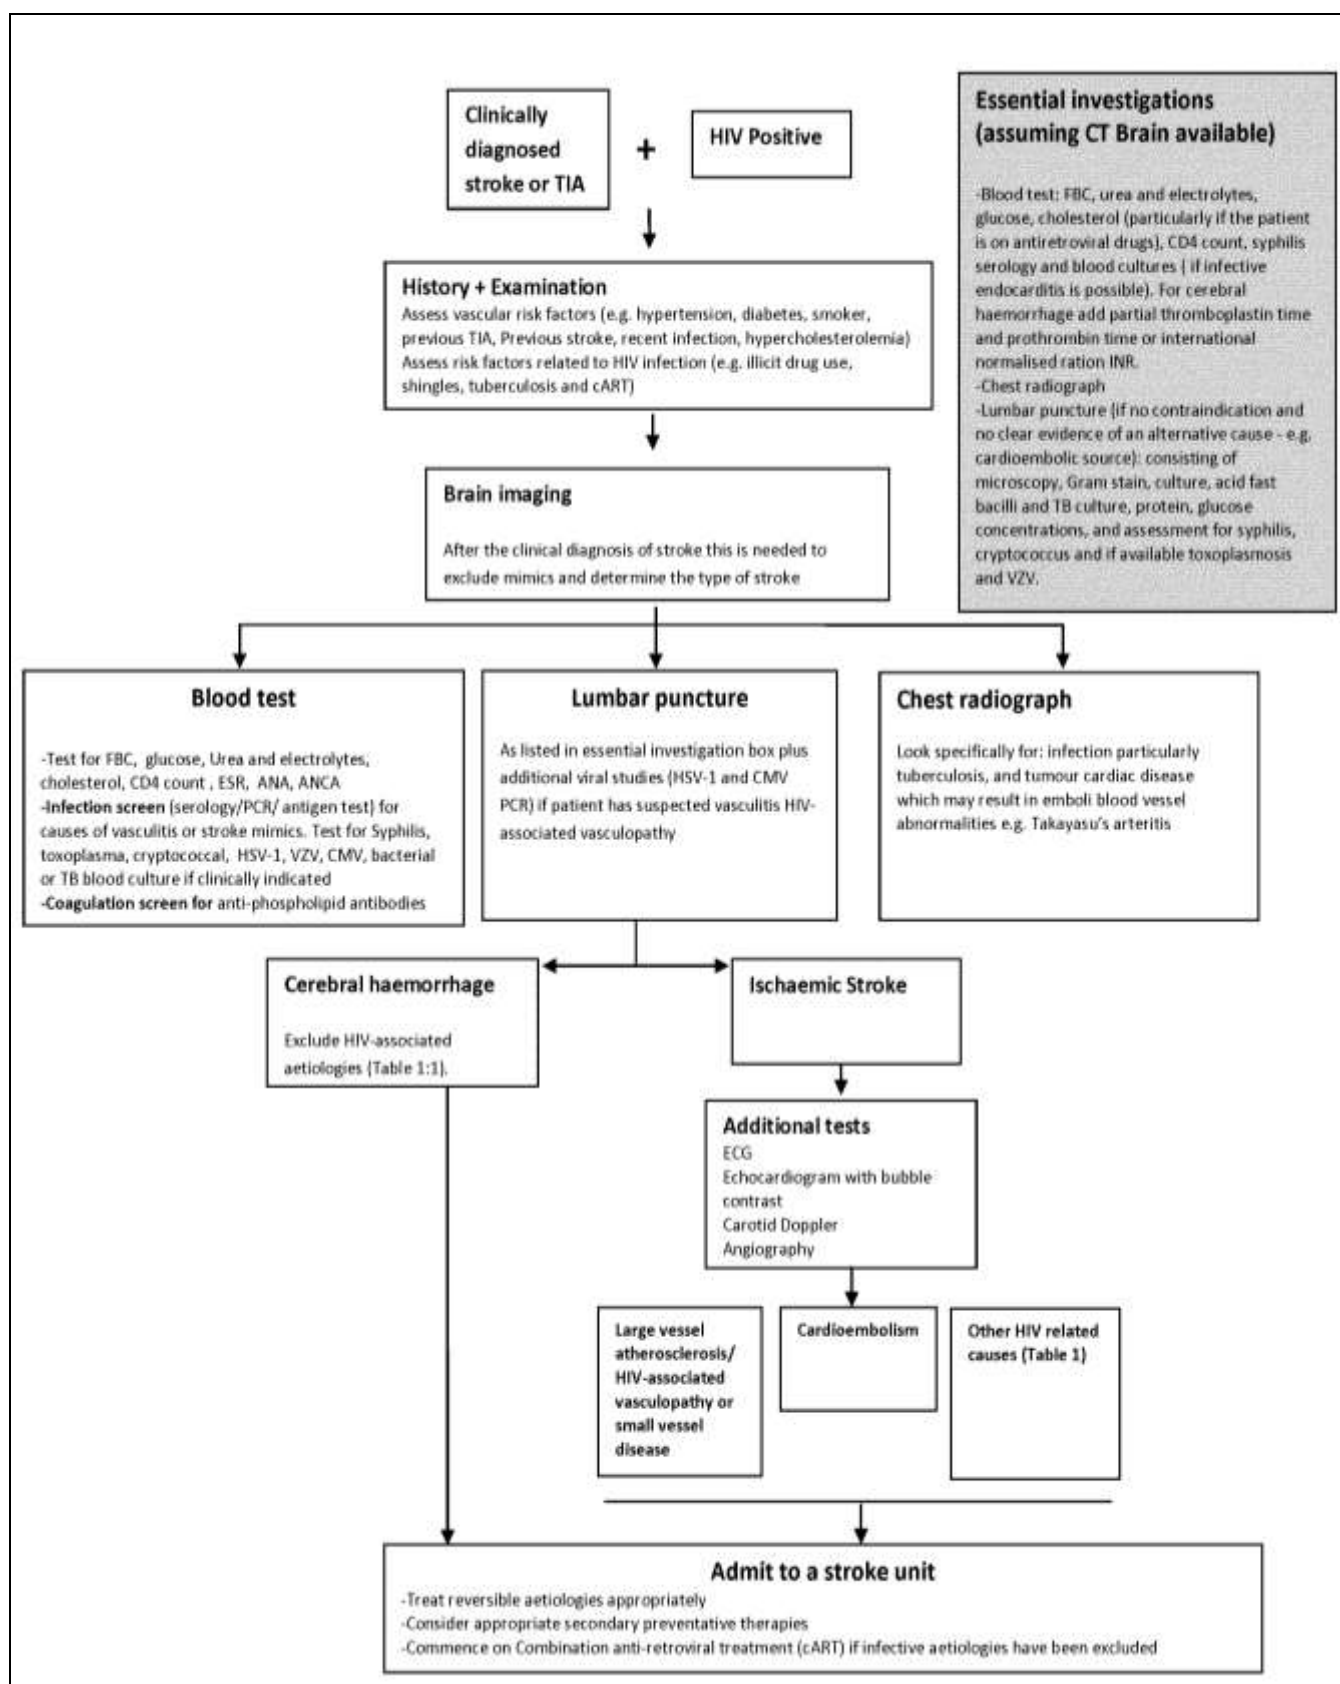 Clinically
diagnosed
stroke or TIA
+
HIV Positive
Essential investigations
(assuming CT Brain available)
-Blood test: FBC, urea and electrolytes,
glucose, cholesterol (particularly if the patient
is on antiretroviral drugs), CD4 count, syphilis
serology and blood cultures ( if infective
endocarditis is possible). For cerebral
haemorrhage add partial thromboplastin time
and prothrombin time or international
normalised ration INR.
-Chest radiograph
-Lumbar puncture (if no contraindication and
no clear evidence of an alternative cause - e.g.
cardioembolic source): consisting of
microscopy, Gram stain, culture, acid fast
bacilli and TB culture, protein, glucose
concentrations, and assessment for syphilis,
cryptococcus and if available toxoplasmosis
and VZV.
History + Examination
Assess vascular risk factors (e.g. hypertension, diabetes, smoker,
previous TIA, Previous stroke, recent infection, hypercholesterolemia)
Assess risk factors related to HIV infection (e.g. illicit drug use,
shingles, tuberculosis and cART)
Brain imaging
After the clinical diagnosis of stroke this is needed to
exclude mimics and determine the type of stroke
Blood test
-Test for FBC, glucose, Urea and electrolytes,
cholesterol, CD4 count , ESR, ANA, ANCA
-Infection screen (serology/PCR/ antigen test) for
causes of vasculitis or stroke mimics. Test for Syphilis,
toxoplasma, cryptococcal, HSV-1, VZV, CMV, bacterial
or TB blood culture if clinically indicated
-Coagulation screen for anti-phospholipid antibodies
Lumbar puncture
As listed in essential investigation box plus
additional viral studies (HSV-1 and CMV
PCR) if patient has suspected vasculitis HIV-
associated vasculopathy
Chest radiograph
Look specifically for: infection particularly
tuberculosis, and tumour cardiac disease
which may result in emboli blood vessel
abnormalities e.g. Takayasu's arteritis
Cerebral haemorrhage
Exclude HIV-associated
aetiologies (Table 1:1).
Ischaemic Stroke
Additional tests
ECG
Echocardiogram with bubble
contrast
Carotid Doppler
Angiography
Large vessel
atherosclerosis/
HIV-associated
vasculopathy or
small vessel
disease
Cardioembolism
Other HIV related
causes (Table 1)
Admit to a stroke unit
-Treat reversible aetiologies appropriately
-Consider appropriate secondary preventative therapies
-Commence on Combination anti-retroviral treatment (cART) if infective aetiologies have been excluded